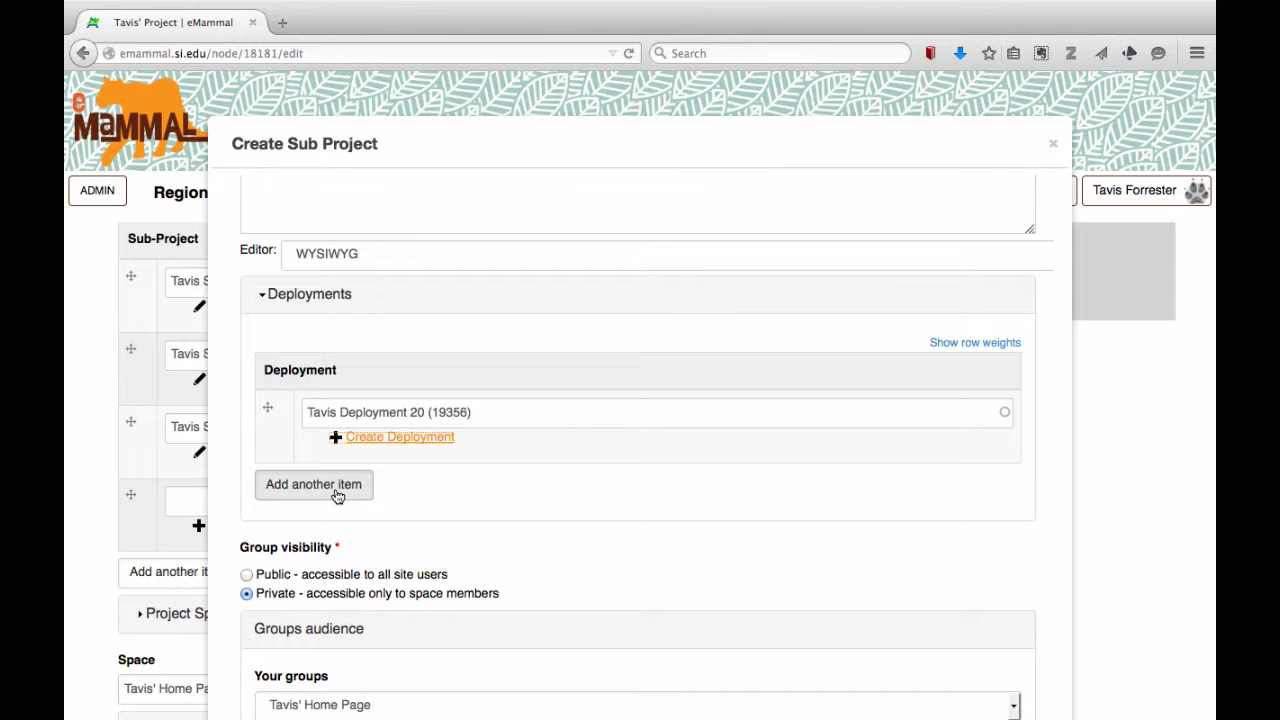 Tavis' Project | eMammal
emammal.si.edu/node/18181/edit
Search
e
MaMMAL
Create Sub Project
ADMIN
Region
Tavis Forrester
Sub-Project
Editor:
WYSIWYG
Tavis S
Deployments
Show row weights
Tavis S
Deployment
Tavis Deployment 20 (19356)
Tavis S
Create Deployment
Add another item
Group visibility *
Add another it
Public - accessible to all site users
Private - accessible only to space members
Project Sp
Groups audience
Space
Your groups
Tavis' Home Pa
Tavis' Home Page